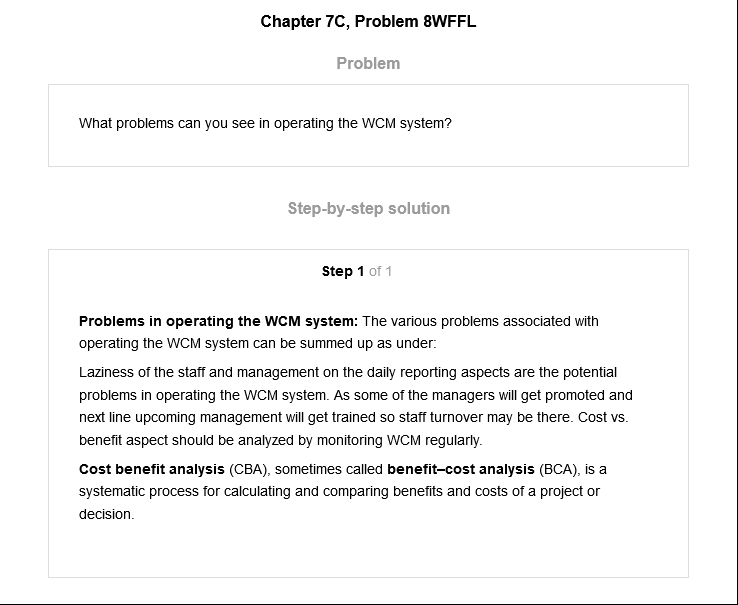 Chapter 7C, Problem 8WFFL
Problem
What problems can you see in operating the WCM system?
Step-by-step solution
Step 1 of 1
Problems in operating the WCM system: The various problems associated with
operating the WCM system can be summed up as under:
Laziness of the staff and management on the daily reporting aspects are the potential
problems in operating the WCM system. As some of the managers will get promoted and
next line upcoming management will get trained so staff turnover may be there. Cost vs.
benefit aspect should be analyzed by monitoring WCM regularly.
Cost benefit analysis (CBA), sometimes called benefit–cost analysis (BCA), is a
systematic process for calculating and comparing benefits and costs of a project or
decision.